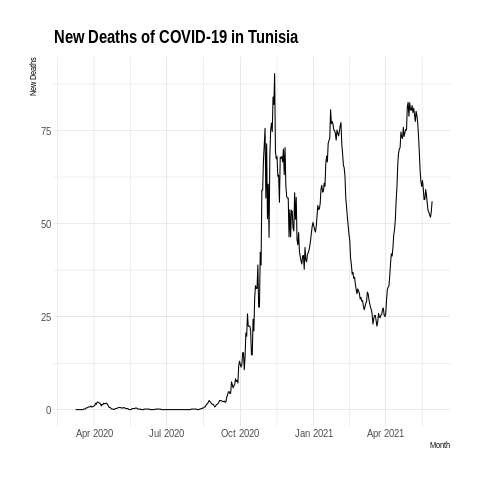 New Deaths of COVID-19 in Tunisia
New Deaths
75
50
25
0
Apr 2020 Jul 2020 Oct 2020 Jan 2021 Apr 2021
Month